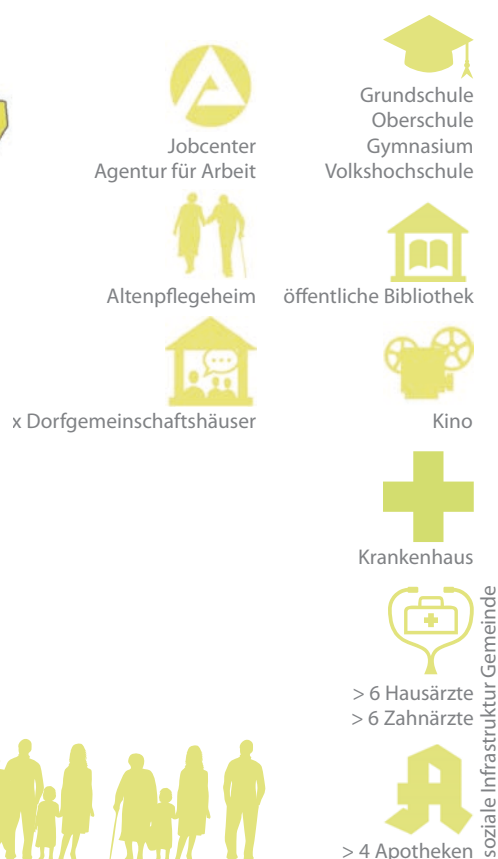 Jobcenter
Agentur für Arbeit
Grundschule
Oberschule
Gymnasium
Volkshochschule
Altenpflegeheim
öffentliche Bibliothek
x Dorfgemeinschaftshäuser
Kino
Krankenhaus
> 6 Hausärzte
> 6 Zahnärzte
> 4 Apotheken
soziale Infrastruktur Gemeinde